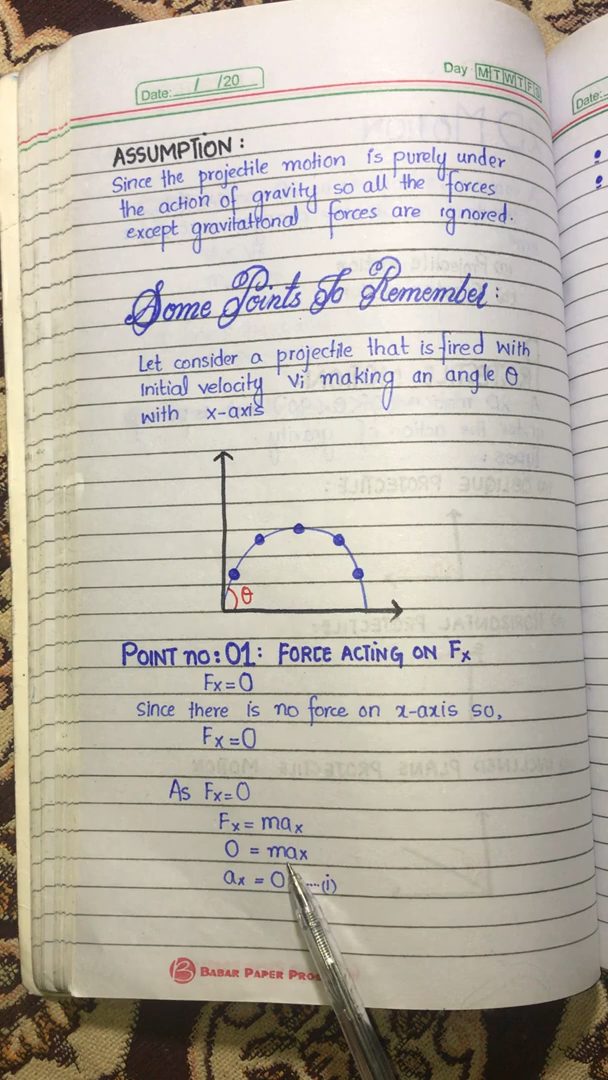 Date: / /20
Day M T W T F S
Date:
ASSUMPTION:
Since the projectile motion is purely under
the action of gravity so all the forces
except gravitational forces are ignored.
Some Points To Remember:
Let consider a projectile that is fired with
Initial velocity Vi making an angle θ
with x-axis
θ
POINT no: 01: FORCE ACTING ON Fx
Fx=0
Since there is no force on x-axis so,
Fx=0
As Fx=0
Fx= max
0 = max
ax = 0 ....(i)
BABAR PAPER PRO